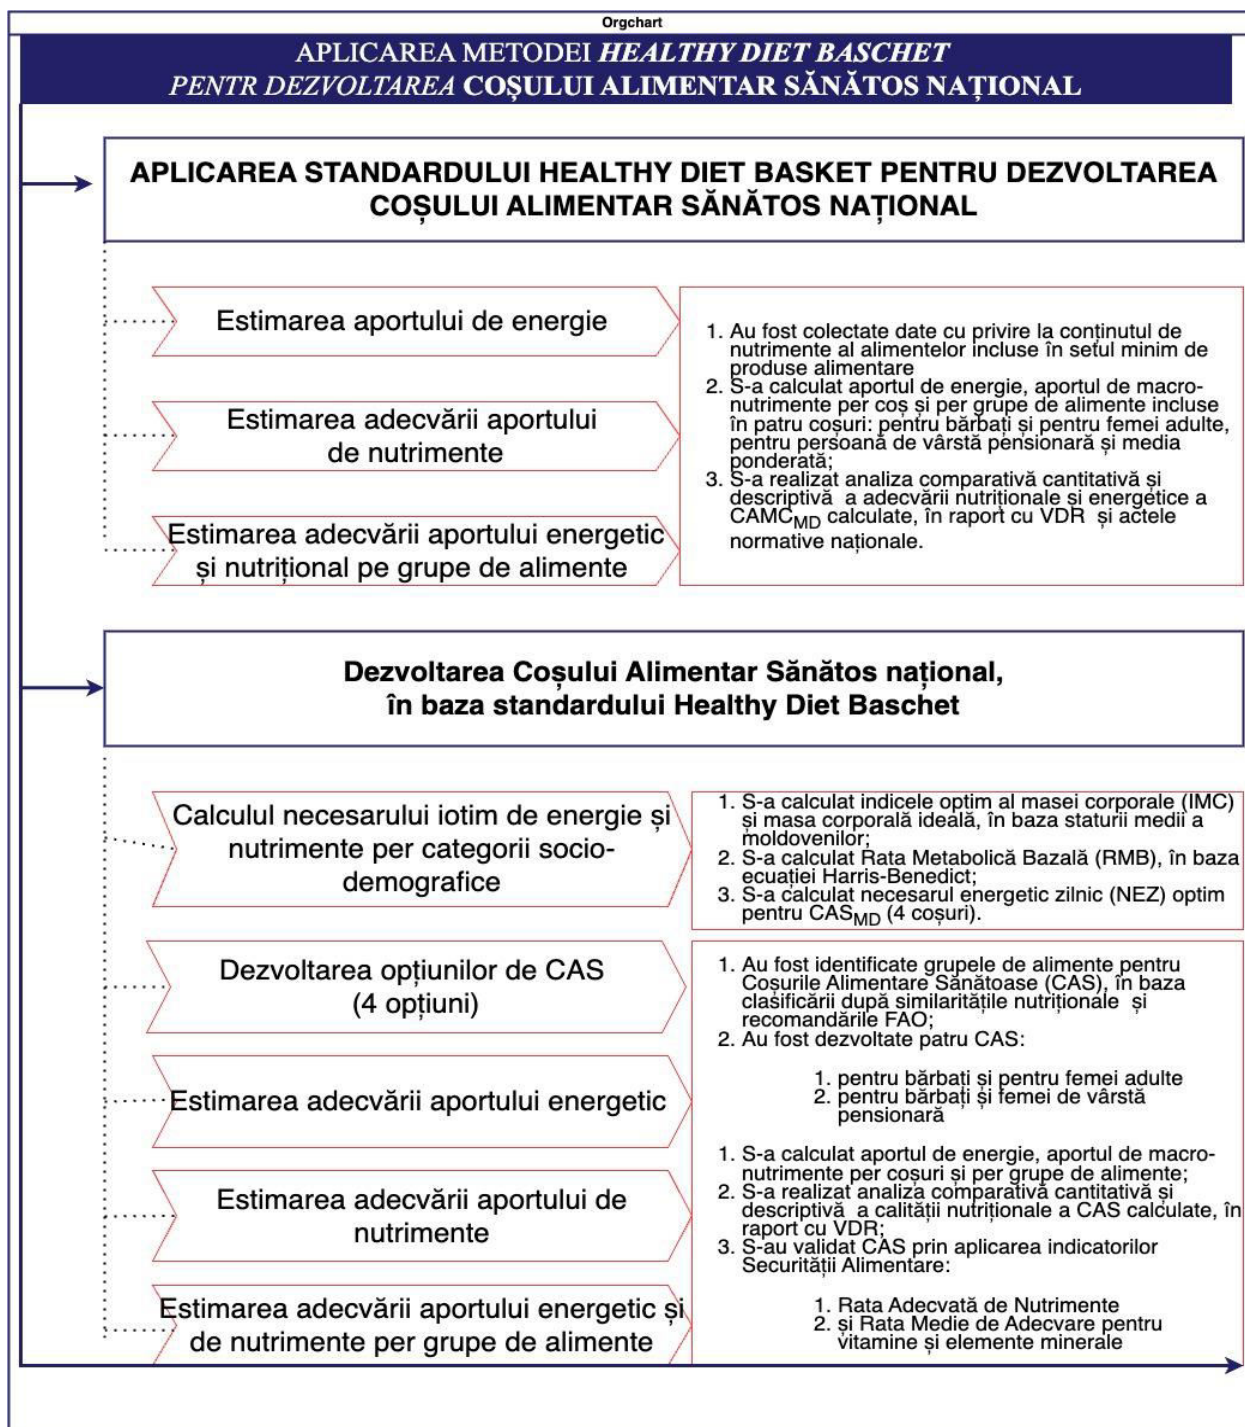 Orgchart
APLICAREA METODEI HEALTHY DIET BASCHET
PENTR DEZVOLTAREA COȘULUI ALIMENTAR SĂNĂTOS NAȚIONAL
APLICAREA STANDARDULUI HEALTHY DIET BASKET PENTRU DEZVOLTAREA
COȘULUI ALIMENTAR SĂNĂTOS NAȚIONAL
Estimarea aportului de energie
Estimarea adecvării aportului
de nutrimente
Estimarea adecvării aportului energetic
și nutrițional pe grupe de alimente
1. Au fost colectate date cu privire la conținutul de
nutrimente al alimentelor incluse în setul minim de
produse alimentare
2. S-a calculat aportul de energie, aportul de macro-
nutrimente per coș și per grupe de alimente incluse
în patru coșuri: pentru bărbați și pentru femei adulte,
pentru persoană de vârstă pensionară și media
ponderată;
3. S-a realizat analiza comparativă cantitativă și
descriptivă a adecvării nutriționale și energetice a
CAMCMD calculate, în raport cu VDR și actele
normative naționale.
Dezvoltarea Coșului Alimentar Sănătos național,
în baza standardului Healthy Diet Baschet
Calculul necesarului iotim de energie și
nutrimente per categorii socio-
demografice
1. S-a calculat indicele optim al masei corporale (IMC)
și masa corporală ideală, în baza staturii medii a
moldovenilor;
2. S-a calculat Rata Metabolică Bazală (RMB), în baza
ecuației Harris-Benedict;
3. S-a calculat necesarul energetic zilnic (NEZ) optim
pentru CASMD (4 coșuri).
Dezvoltarea opțiunilor de CAS
(4 opțiuni)
Estimarea adecvării aportului energetic
Estimarea adecvării aportului de
nutrimente
Estimarea adecvării aportului energetic și
de nutrimente per grupe de alimente
1. Au fost identificate grupele de alimente pentru
Coșurile Alimentare Sănătoase (CAS), în baza
clasificării după similaritățile nutriționale și
recomandările FAO;
2. Au fost dezvoltate patru CAS:
1. pentru bărbați și pentru femei adulte
2. pentru bărbați și femei de vârstă
pensionară
1. S-a calculat aportul de energie, aportul de macro-
nutrimente per coșuri și per grupe de alimente;
2. S-a realizat analiza comparativă cantitativă și
descriptivă a calității nutriționale a CAS calculate, în
raport cu VDR;
3. S-au validat CAS prin aplicarea indicatorilor
Securității Alimentare:
1. Rata Adecvată de Nutrimente
2. și Rata Medie de Adecvare pentru
vitamine și elemente minerale